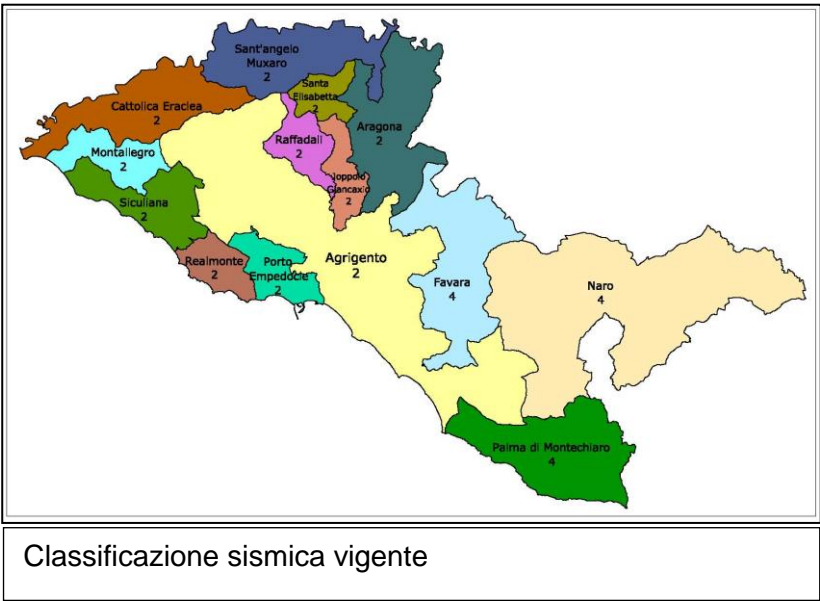 Sant'angelo
Muxaro
2
Santa
Elisabetta
2
Cattolica Eraclea
2
Aragona
2
Raffadali
2
Montallegro
2
Joppolo
Giancaxio
2
Siculiana
2
Realmonte
2
Porto
Empedocle
2
Agrigento
2
Favara
4
Naro
4
Palma di Montechiaro
4
Classificazione sismica vigente